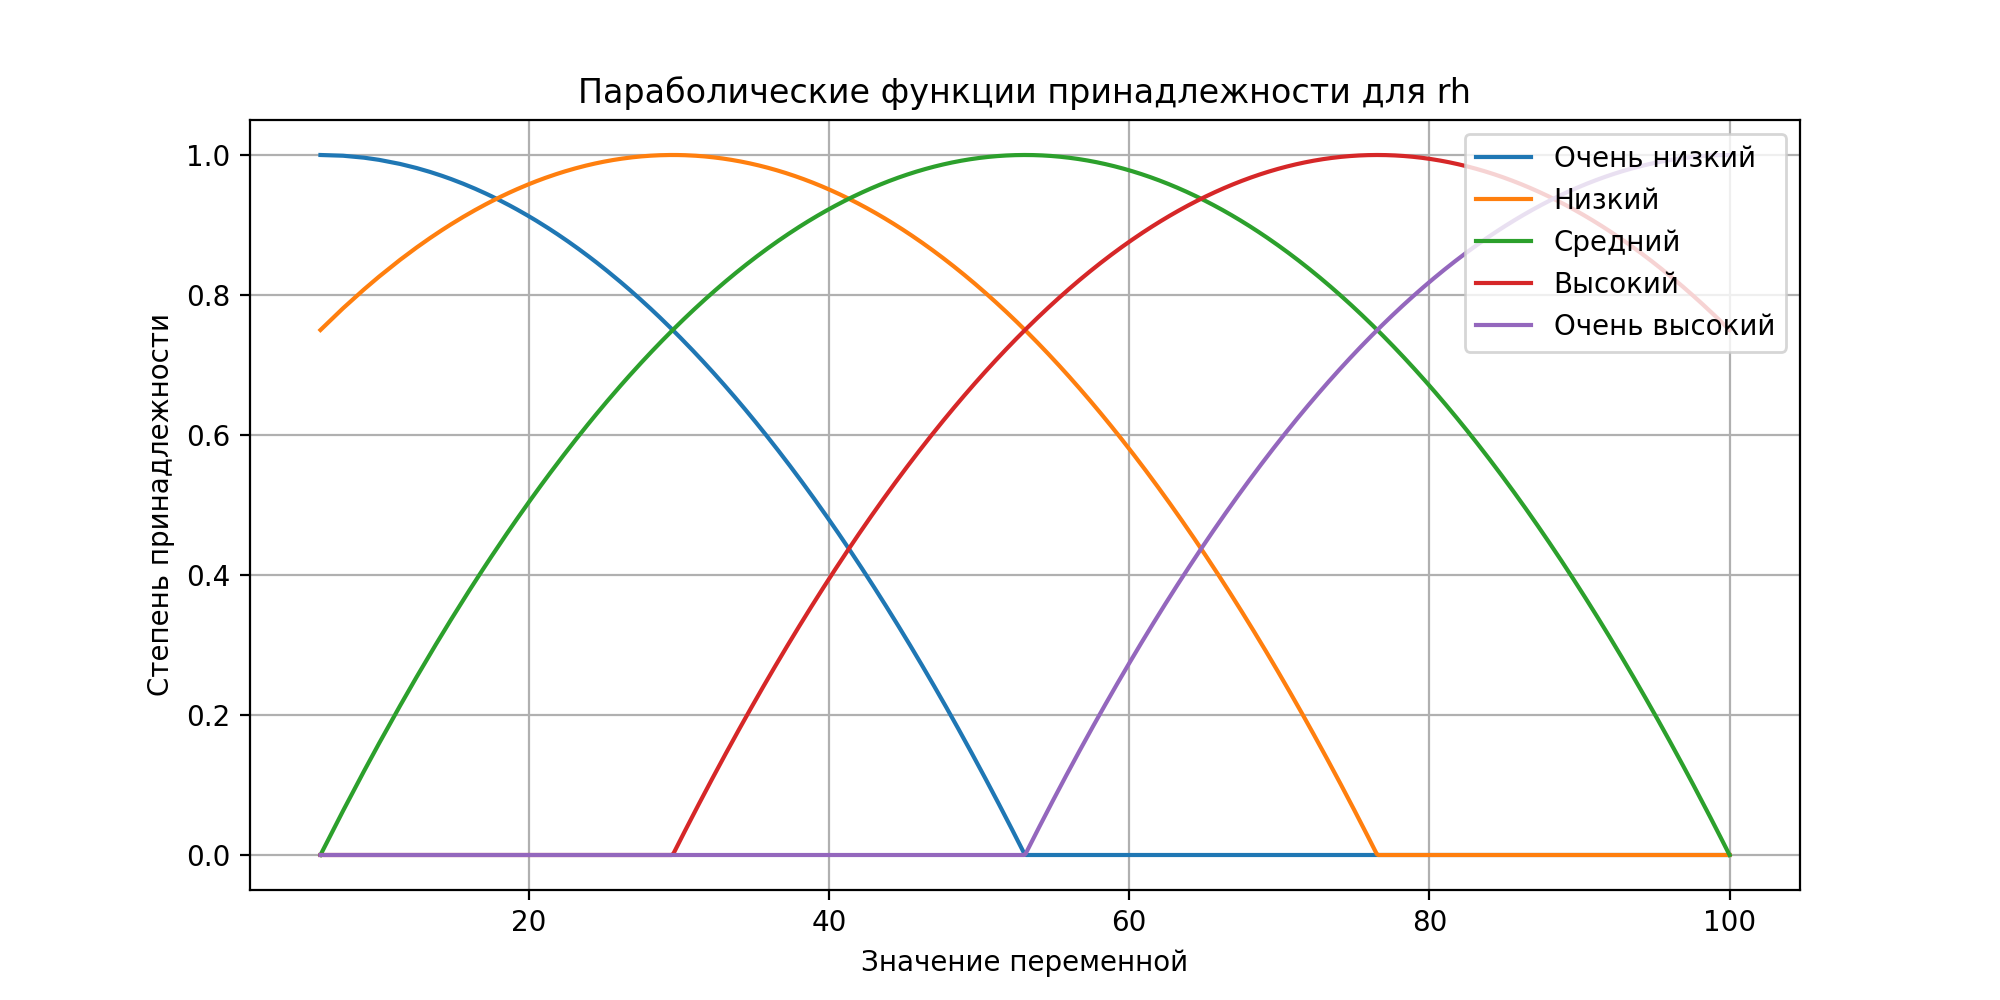 Параболические функции принадлежности для rh
Степень принадлежности
1.0
0.8
0.6
0.4
0.2
0.0
Очень низкий
Низкий
Средний
Высокий
Очень высокий
20 40 60 80 100
Значение переменной